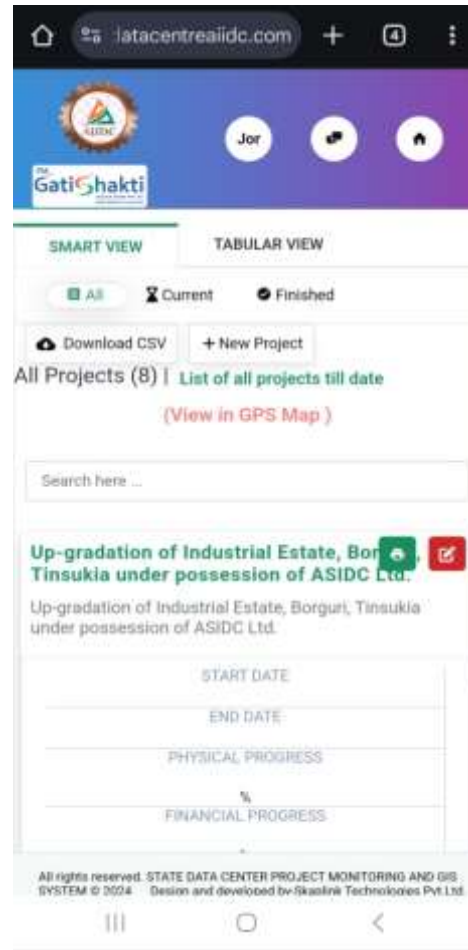 latacentreaiidc.com
4
AIIDC
Jor
PM
GatiShakti
SMART VIEW TABULAR VIEW
All Current Finished
Download CSV + New Project
All Projects (8) | List of all projects till date
(View in GPS Map )
Search here ...
Up-gradation of Industrial Estate, Bor
Tinsukia under possession of ASIDC Ltd.
Up-gradation of Industrial Estate, Borguri, Tinsukia
under possession of ASIDC Ltd.
START DATE
END DATE
PHYSICAL PROGRESS
%
FINANCIAL PROGRESS
All rights reserved. STATE DATA CENTER PROJECT MONITORING AND GIS
SYSTEM © 2024 Design and developed by-Skaplink Technologies Pvt.Ltd.